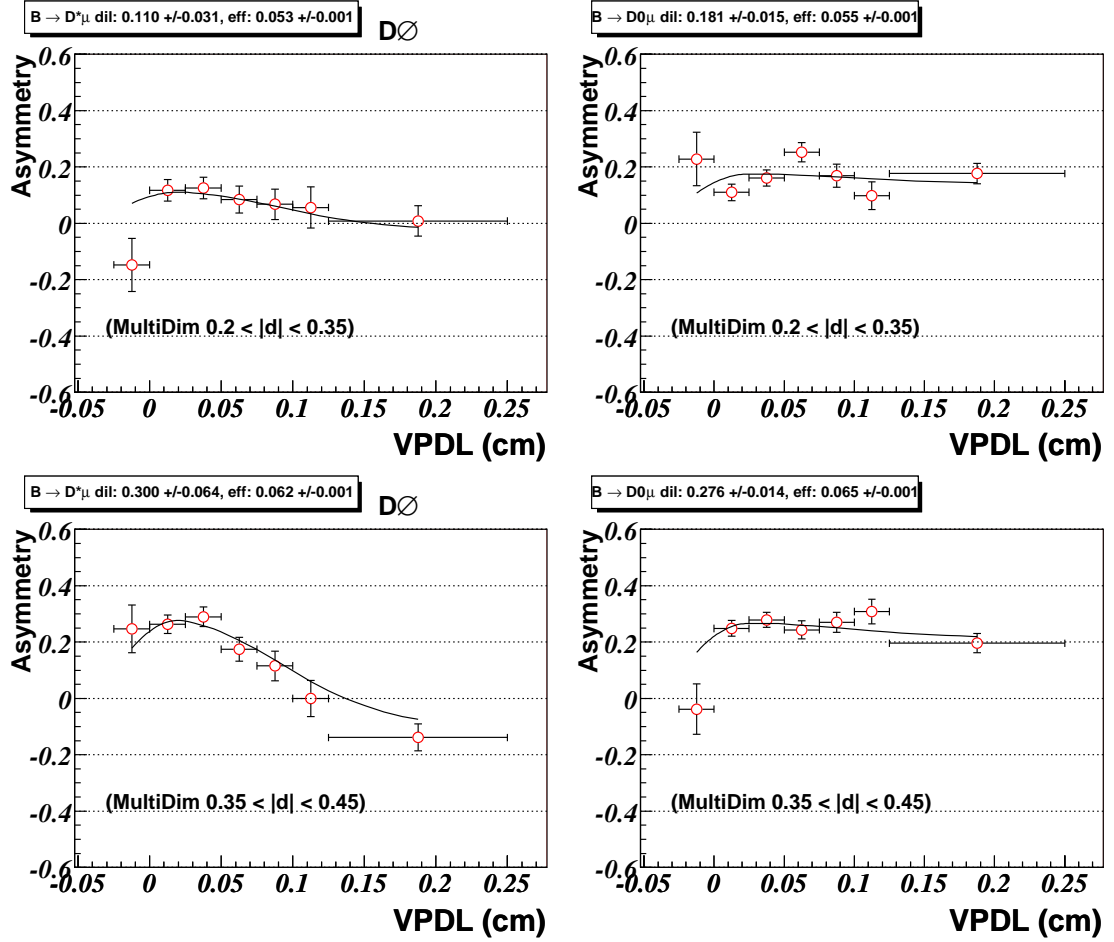 B → D*μ dil: 0.110 +/-0.031, eff: 0.053 +/-0.001
DØ
Asymmetry
0.6
0.4
0.2
0
-0.2
-0.4
-0.6
(MultiDim 0.2 < |d| < 0.35)
-0.05 0 0.05 0.1 0.15 0.2 0.25
VPDL (cm)
B → D0μ dil: 0.181 +/-0.015, eff: 0.055 +/-0.001
Asymmetry
0.6
0.4
0.2
0
-0.2
-0.4
-0.6
(MultiDim 0.2 < |d| < 0.35)
-0.05 0 0.05 0.1 0.15 0.2 0.25
VPDL (cm)
B → D*μ dil: 0.300 +/-0.064, eff: 0.062 +/-0.001
DØ
Asymmetry
0.6
0.4
0.2
0
-0.2
-0.4
-0.6
(MultiDim 0.35 < |d| < 0.45)
-0.05 0 0.05 0.1 0.15 0.2 0.25
VPDL (cm)
B → D0μ dil: 0.276 +/-0.014, eff: 0.065 +/-0.001
Asymmetry
0.6
0.4
0.2
0
-0.2
-0.4
-0.6
(MultiDim 0.35 < |d| < 0.45)
-0.05 0 0.05 0.1 0.15 0.2 0.25
VPDL (cm)